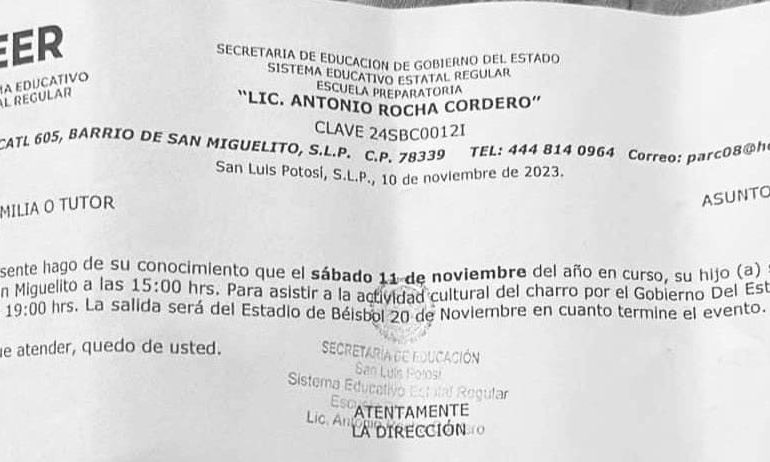 EER
SECRETARIA DE EDUCACION DE GOBIERNO DEL ESTADO
SISTEMA EDUCATIVO ESTATAL REGULAR
ESCUELA PREPARATORIA
MA EDUCATIVO
AL REGULAR
“LIC. ANTONIO ROCHA CORDERO”
CLAVE 24SBC0012I
CATL 605, BARRIO DE SAN MIGUELITO, S.L.P. C.P. 78339 TEL: 444 814 0964 Correo: parc08@h
San Luis Potosí, S.L.P., 10 de noviembre de 2023.
MILIA O TUTOR
ASUNTO
sente hago de su conocimiento que el sábado 11 de noviembre del año en curso, su hijo (a)
n Miguelito a las 15:00 hrs. Para asistir a la actividad cultural del charro por el Gobierno Del Est
19:00 hrs. La salida será del Estadio de Béisbol 20 de Noviembre en cuanto termine el evento.
ue atender, quedo de usted.
SECRETARÍA DE EDUCACIÓN
San Luis Potosí
Sistema Educativo Estatal Regular
ATENTAMENTE
LA DIRECCIÓN